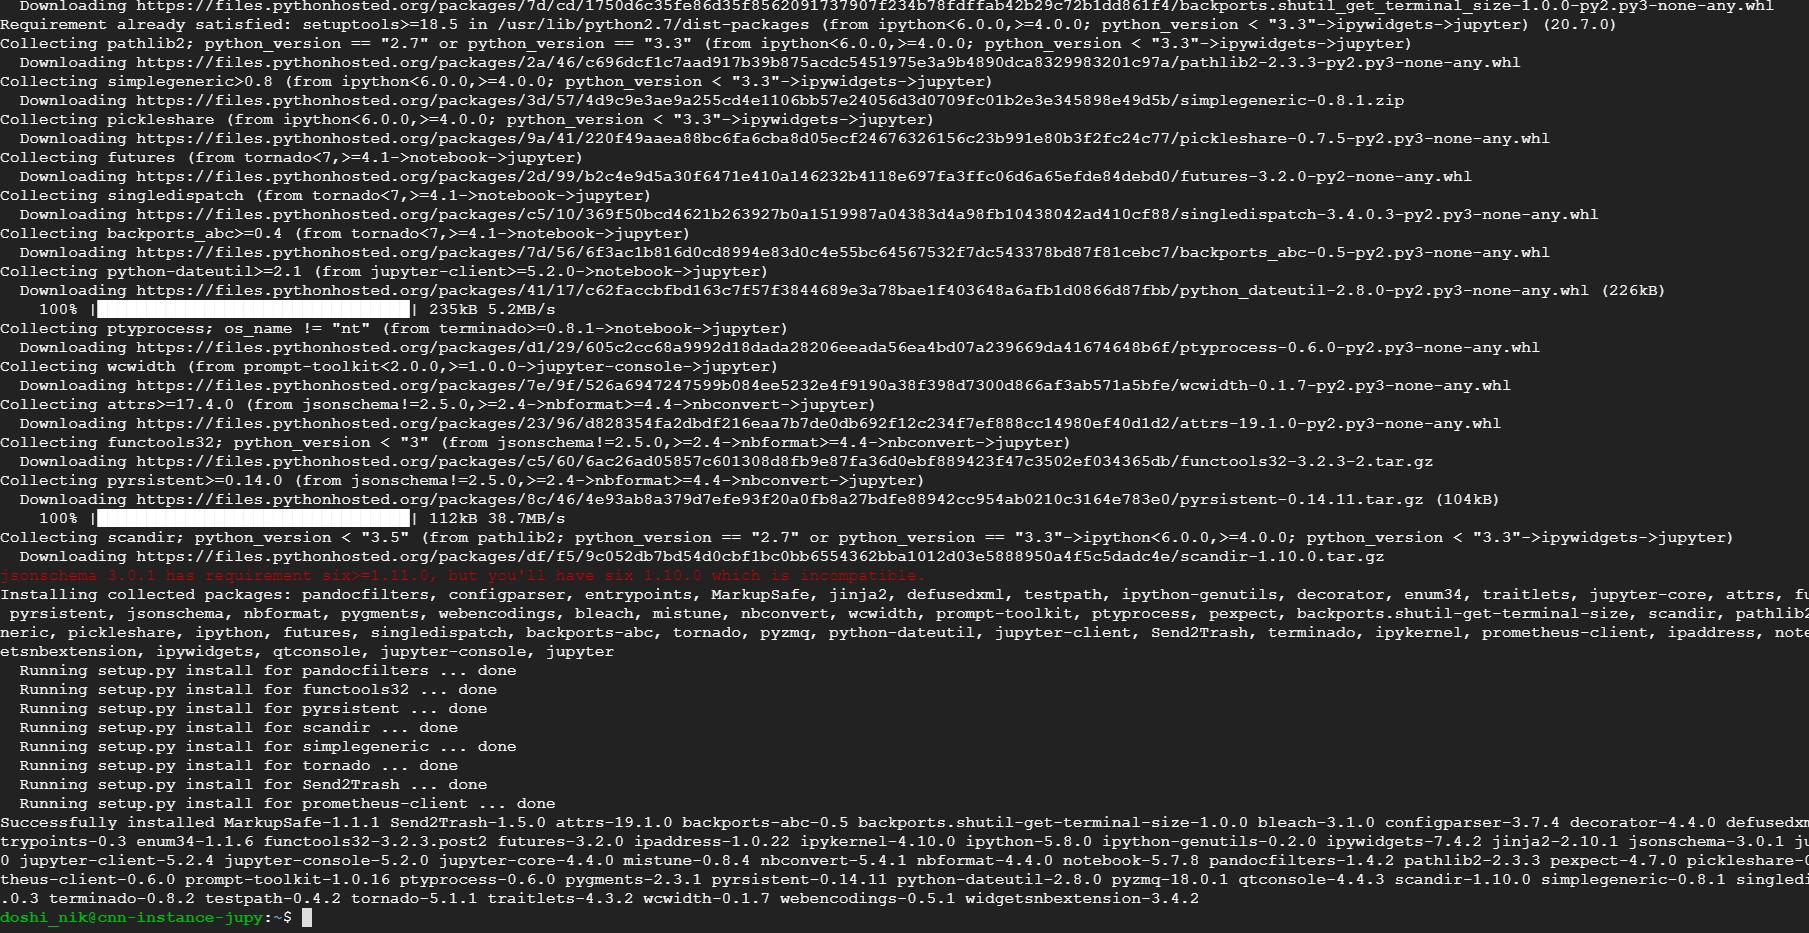 Downloading https://files.pythonhosted.org/packages/7d/cd/1750d6c35fe86d35f8562091737907f234b78fdffab42b29c72b1dd861f4/backports.shutil_get_terminal_size-1.0.0-py2.py3-none-any.whl
Requirement already satisfied: setuptools>=18.5 in /usr/lib/python2.7/dist-packages (from ipython<6.0.0,>=4.0.0; python_version < "3.3"->ipywidgets->jupyter) (20.7.0)
Collecting pathlib2; python_version == "2.7" or python_version == "3.3" (from ipython<6.0.0,>=4.0.0; python_version < "3.3"->ipywidgets->jupyter)
  Downloading https://files.pythonhosted.org/packages/2a/46/c696dcf1c7aad917b39b875acdc5451975e3a9b4890dca8329983201c97a/pathlib2-2.3.3-py2.py3-none-any.whl
Collecting simplegeneric>0.8 (from ipython<6.0.0,>=4.0.0; python_version < "3.3"->ipywidgets->jupyter)
  Downloading https://files.pythonhosted.org/packages/3d/57/4d9c9e3ae9a255cd4e1106bb57e24056d3d0709fc01b2e3e345898e49d5b/simplegeneric-0.8.1.zip
Collecting pickleshare (from ipython<6.0.0,>=4.0.0; python_version < "3.3"->ipywidgets->jupyter)
  Downloading https://files.pythonhosted.org/packages/9a/41/220f49aaea88bc6fa6cba8d05ecf24676326156c23b991e80b3f2fc24c77/pickleshare-0.7.5-py2.py3-none-any.whl
Collecting futures (from tornado<7,>=4.1->notebook->jupyter)
  Downloading https://files.pythonhosted.org/packages/2d/99/b2c4e9d5a30f6471e410a146232b4118e697fa3ffc06d6a65efde84debd0/futures-3.2.0-py2-none-any.whl
Collecting singledispatch (from tornado<7,>=4.1->notebook->jupyter)
  Downloading https://files.pythonhosted.org/packages/c5/10/369f50bcd4621b263927b0a1519987a04383d4a98fb10438042ad410cf88/singledispatch-3.4.0.3-py2.py3-none-any.whl
Collecting backports_abc>=0.4 (from tornado<7,>=4.1->notebook->jupyter)
  Downloading https://files.pythonhosted.org/packages/7d/56/6f3ac1b816d0cd8994e83d0c4e55bc64567532f7dc543378bd87f81cebc7/backports_abc-0.5-py2.py3-none-any.whl
Collecting python-dateutil>=2.1 (from jupyter-client>=5.2.0->notebook->jupyter)
  Downloading https://files.pythonhosted.org/packages/41/17/c62faccbfbd163c7f57f3844689e3a78bae1f403648a6afb1d0866d87fbb/python_dateutil-2.8.0-py2.py3-none-any.whl (226kB)
    100% |████████████████████████████████| 235kB 5.2MB/s
Collecting ptyprocess; os_name != "nt" (from terminado>=0.8.1->notebook->jupyter)
  Downloading https://files.pythonhosted.org/packages/d1/29/605c2cc68a9992d18dada28206eeada56ea4bd07a239669da41674648b6f/ptyprocess-0.6.0-py2.py3-none-any.whl
Collecting wcwidth (from prompt-toolkit<2.0.0,>=1.0.0->jupyter-console->jupyter)
  Downloading https://files.pythonhosted.org/packages/7e/9f/526a6947247599b084ee5232e4f9190a38f398d7300d866af3ab571a5bfe/wcwidth-0.1.7-py2.py3-none-any.whl
Collecting attrs>=17.4.0 (from jsonschema!=2.5.0,>=2.4->nbformat>=4.4->nbconvert->jupyter)
  Downloading https://files.pythonhosted.org/packages/23/96/d828354fa2dbdf216eaa7b7de0db692f12c234f7ef888cc14980ef40d1d2/attrs-19.1.0-py2.py3-none-any.whl
Collecting functools32; python_version < "3" (from jsonschema!=2.5.0,>=2.4->nbformat>=4.4->nbconvert->jupyter)
  Downloading https://files.pythonhosted.org/packages/c5/60/6ac26ad05857c601308d8fb9e87fa36d0ebf889423f47c3502ef034365db/functools32-3.2.3-2.tar.gz
Collecting pyrsistent>=0.14.0 (from jsonschema!=2.5.0,>=2.4->nbformat>=4.4->nbconvert->jupyter)
  Downloading https://files.pythonhosted.org/packages/8c/46/4e93ab8a379d7efe93f20a0fb8a27bdfe88942cc954ab0210c3164e783e0/pyrsistent-0.14.11.tar.gz (104kB)
    100% |████████████████████████████████| 112kB 38.7MB/s
Collecting scandir; python_version < "3.5" (from pathlib2; python_version == "2.7" or python_version == "3.3"->ipython<6.0.0,>=4.0.0; python_version < "3.3"->ipywidgets->jupyter)
  Downloading https://files.pythonhosted.org/packages/df/f5/9c052db7bd54d0cbf1bc0bb6554362bba1012d03e5888950a4f5c5dadc4e/scandir-1.10.0.tar.gz
jsonschema 3.0.1 has requirement six>=1.11.0, but you'll have six 1.10.0 which is incompatible.
Installing collected packages: pandocfilters, configparser, entrypoints, MarkupSafe, jinja2, defusedxml, testpath, ipython-genutils, decorator, enum34, traitlets, jupyter-core, attrs, fu
 pyrsistent, jsonschema, nbformat, pygments, webencodings, bleach, mistune, nbconvert, wcwidth, prompt-toolkit, ptyprocess, pexpect, backports.shutil-get-terminal-size, scandir, pathlib2
neric, pickleshare, ipython, futures, singledispatch, backports-abc, tornado, pyzmq, python-dateutil, jupyter-client, Send2Trash, terminado, ipykernel, prometheus-client, ipaddress, note
etsnbextension, ipywidgets, qtconsole, jupyter-console, jupyter
  Running setup.py install for pandocfilters ... done
  Running setup.py install for functools32 ... done
  Running setup.py install for pyrsistent ... done
  Running setup.py install for scandir ... done
  Running setup.py install for simplegeneric ... done
  Running setup.py install for tornado ... done
  Running setup.py install for Send2Trash ... done
  Running setup.py install for prometheus-client ... done
Successfully installed MarkupSafe-1.1.1 Send2Trash-1.5.0 attrs-19.1.0 backports-abc-0.5 backports.shutil-get-terminal-size-1.0.0 bleach-3.1.0 configparser-3.7.4 decorator-4.4.0 defusedxm
trypoints-0.3 enum34-1.1.6 functools32-3.2.3.post2 futures-3.2.0 ipaddress-1.0.22 ipykernel-4.10.0 ipython-5.8.0 ipython-genutils-0.2.0 ipywidgets-7.4.2 jinja2-2.10.1 jsonschema-3.0.1 ju
0 jupyter-client-5.2.4 jupyter-console-5.2.0 jupyter-core-4.4.0 mistune-0.8.4 nbconvert-5.4.1 nbformat-4.4.0 notebook-5.7.8 pandocfilters-1.4.2 pathlib2-2.3.3 pexpect-4.7.0 pickleshare-0
theus-client-0.6.0 prompt-toolkit-1.0.16 ptyprocess-0.6.0 pygments-2.3.1 pyrsistent-0.14.11 python-dateutil-2.8.0 pyzmq-18.0.1 qtconsole-4.4.3 scandir-1.10.0 simplegeneric-0.8.1 singledi
.0.3 terminado-0.8.2 testpath-0.4.2 tornado-5.1.1 traitlets-4.3.2 wcwidth-0.1.7 webencodings-0.5.1 widgetsnbextension-3.4.2
doshi_nik@cnn-instance-jupy:~$